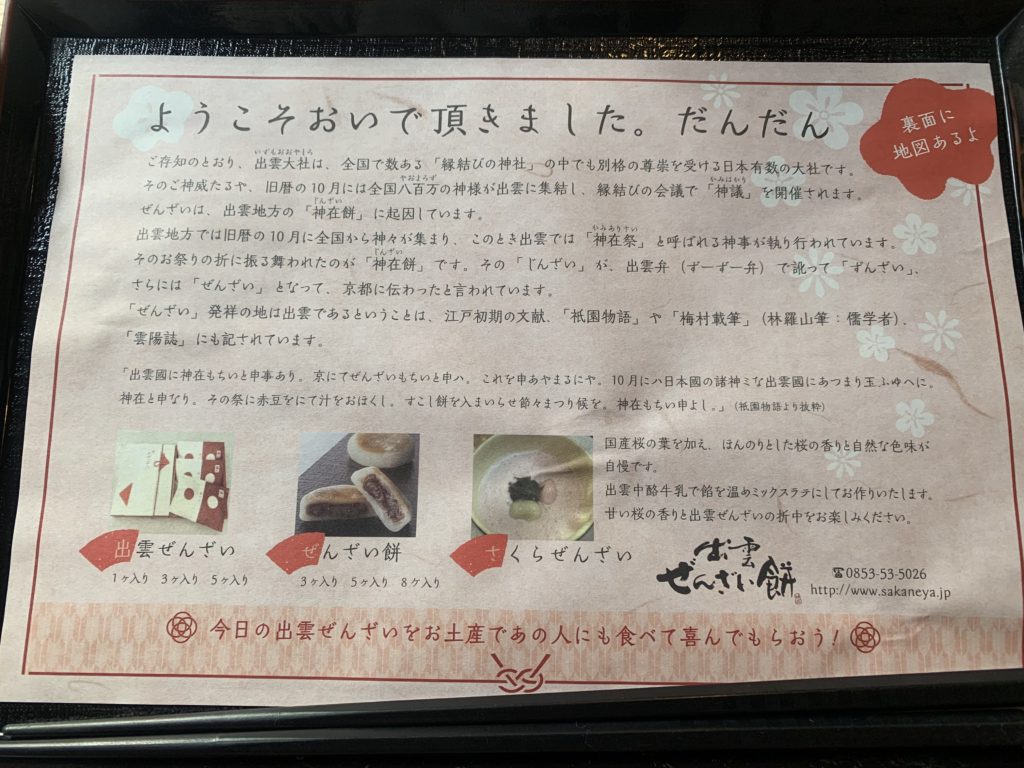 ようこそおいで頂きました。だんだん
裏面に
地図あるよ
ご存知のとおり、出雲大社は、全国で数ある「縁結びの神社」の中でも別格の尊崇を受ける日本有数の大社です。
そのご神威たるや、旧暦の10月には全国八百万の神様が出雲に集結し、縁結びの会議で「神議」を開催されます。
ぜんざいは、出雲地方の「神在餅」に起因しています。
出雲地方では旧暦の10月に全国から神々が集まり、このとき出雲では「神在祭」と呼ばれる神事が執り行われています。
そのお祭りの折に振る舞われたのが「神在餅」です。その「じんざい」が、出雲弁（ずーずー弁）で訛って「ずんざい」、
さらには「ぜんざい」となって、京都に伝わったと言われています。
「ぜんざい」発祥の地は出雲であるということは、江戸初期の文献、「祇園物語」や「梅村載筆」（林羅山筆：儒学者）、
「雲陽誌」にも記されています。
「出雲國に神在もちいと申事あり。京にてぜんざいもちいと申ハ、これを申あやまるにや。10月にハ日本國の諸神ミな出雲國にあつまり玉ふゆへに。
神在と申なり。その祭に赤豆をにて汁をおほくし。すこし餅を入まいらせ節々まつり候を。神在もちい申よし。」（祇園物語より抜粋）
国産桜の葉を加え、ほんのりとした桜の香りと自然な色味が
自慢です。
出雲中酪牛乳で餡を温めミックスラテにしてお作りいたします。
甘い桜の香りと出雲ぜんざいの折中をお楽しみください。
出雲ぜんざい
1ヶ入り 3ヶ入り 5ヶ入り
ぜんざい餅
3ヶ入り 5ヶ入り 8ヶ入り
さくらぜんざい
出雲
ぜんざい餅
☎0853-53-5026
http://www.sakaneya.jp
今日の出雲ぜんざいをお土産であの人にも食べて喜んでもらおう！